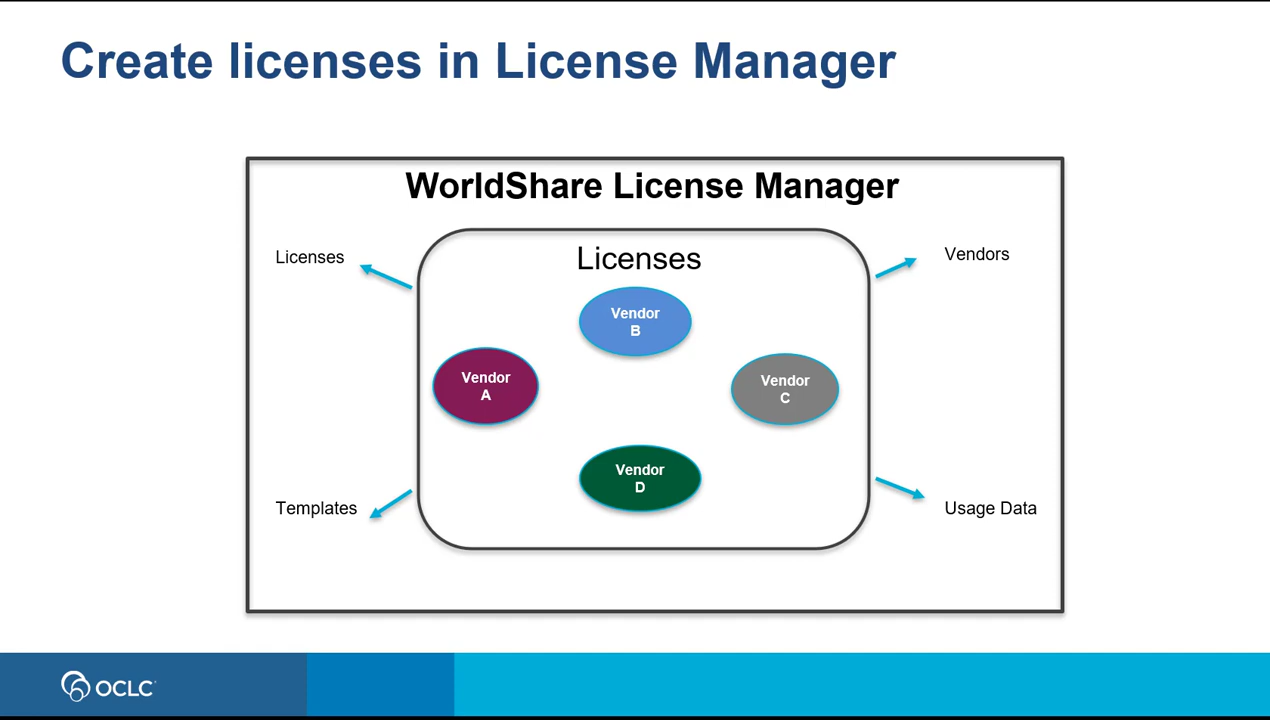 Create licenses in License Manager
WorldShare License Manager
Licenses
Licenses
Vendors
Vendor
B
Vendor
A
Vendor
C
Vendor
D
Templates
Usage Data
OCLC